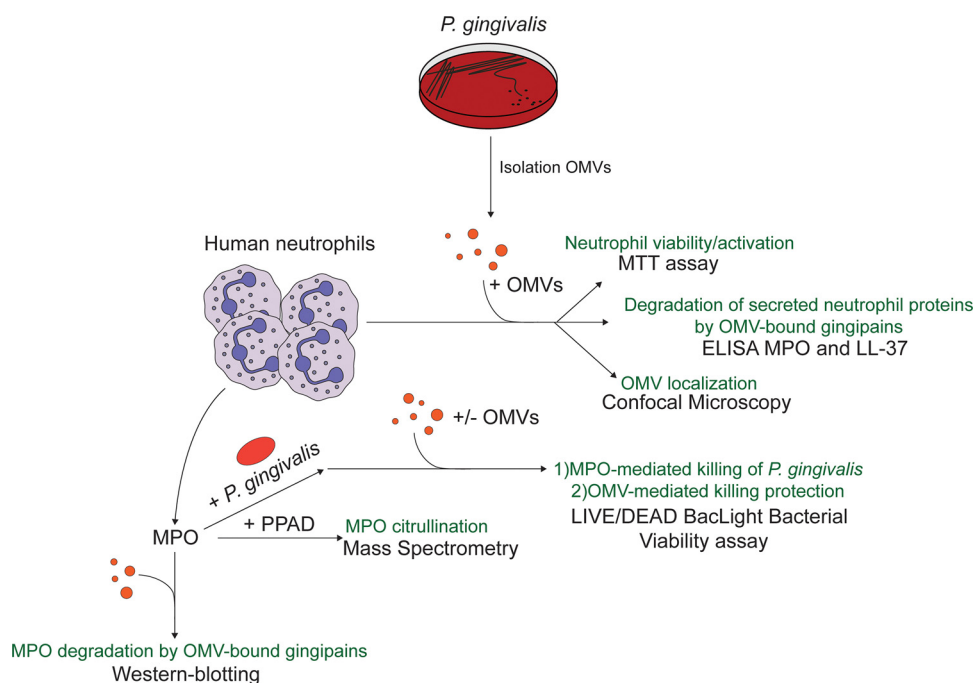 P. gingivalis
Isolation OMVs
Human neutrophils
+ OMVs
Neutrophil viability/activation
MTT assay
Degradation of secreted neutrophil proteins
by OMV-bound gingipains
ELISA MPO and LL-37
OMV localization
Confocal Microscopy
+/- OMVs
+ P. gingivalis
1)MPO-mediated killing of P. gingivalis
2)OMV-mediated killing protection
LIVE/DEAD BacLight Bacterial
Viability assay
MPO
+ PPAD
MPO citrullination
Mass Spectrometry
MPO degradation by OMV-bound gingipains
Western-blotting